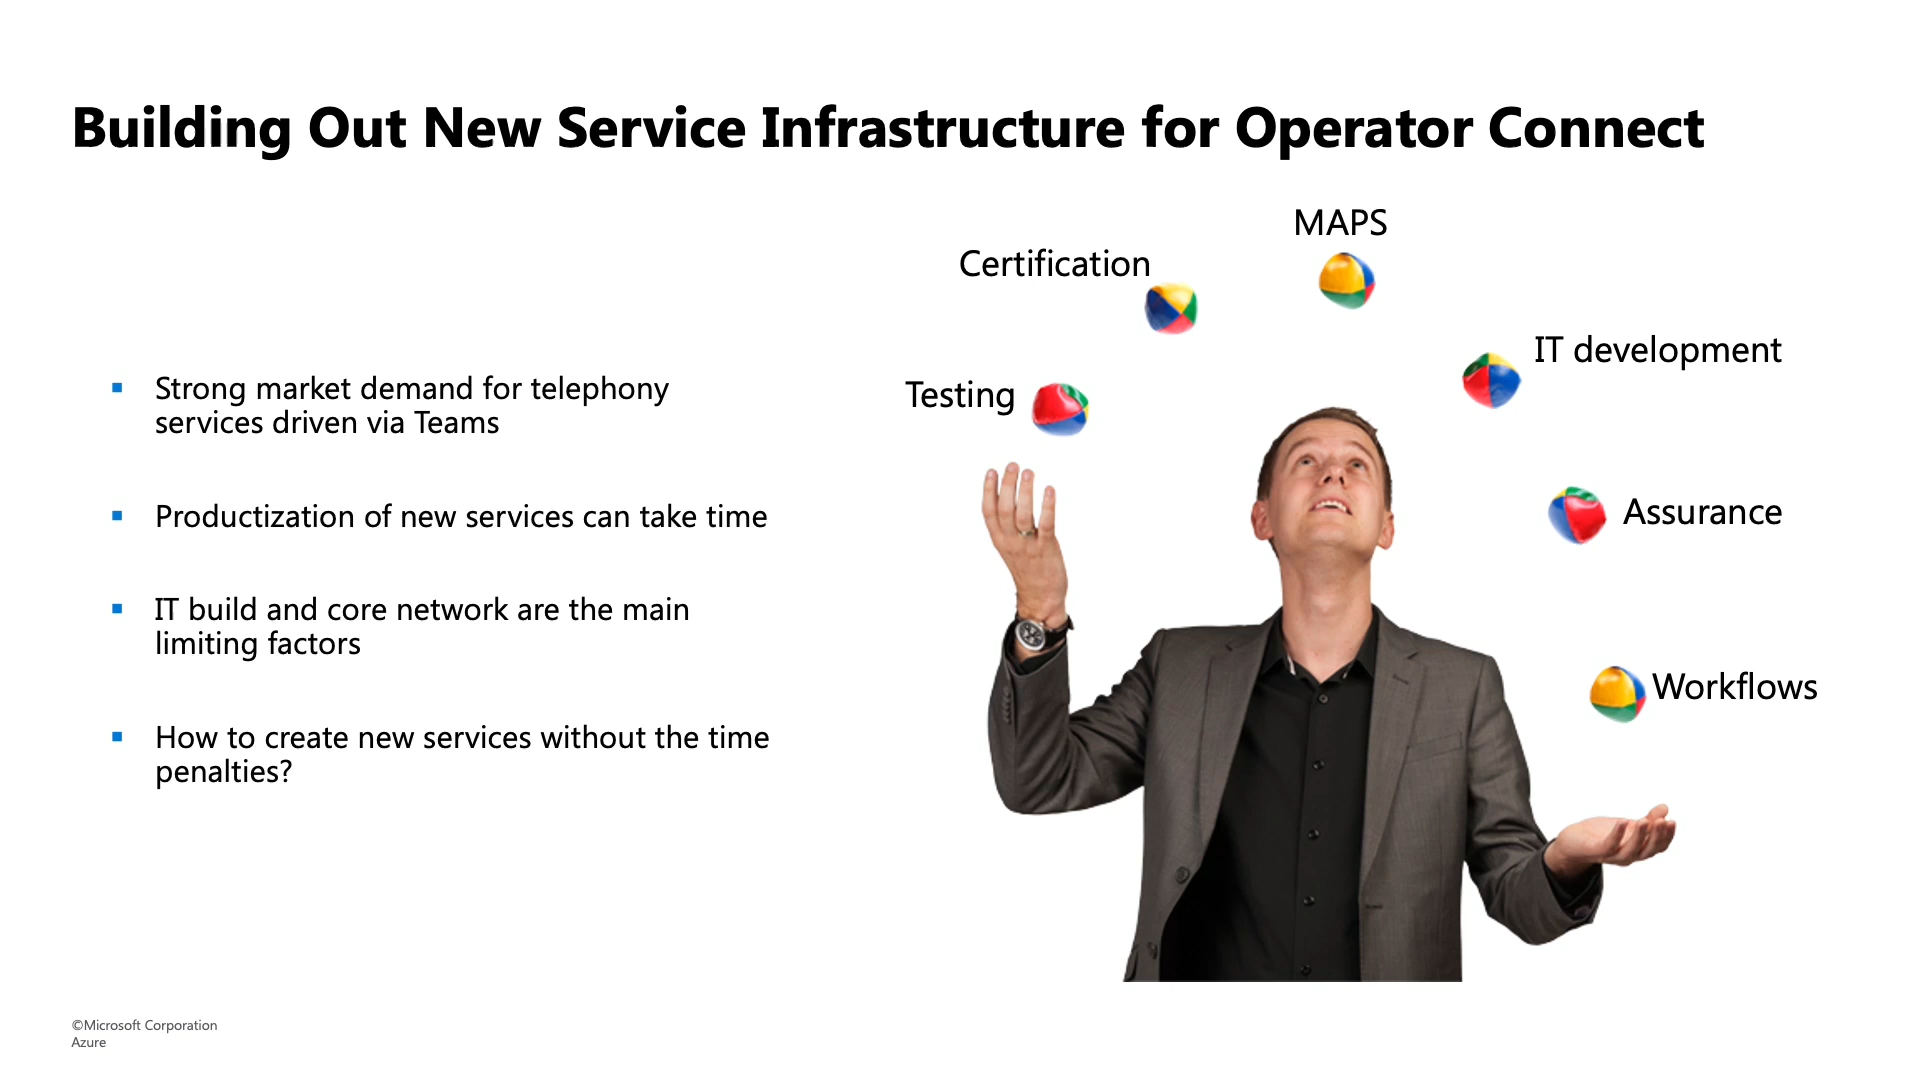 Building Out New Service Infrastructure for Operator Connect
Strong market demand for telephony
services driven via Teams
Productization of new services can take time
IT build and core network are the main
limiting factors
How to create new services without the time
penalties?
MAPS
Certification
IT development
Testing
Assurance
Workflows
©Microsoft Corporation
Azure